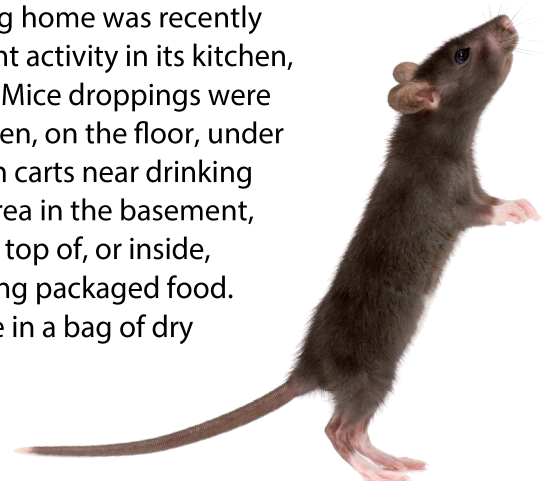 g home was recently
nt activity in its kitchen,
Mice droppings were
en, on the floor, under
n carts near drinking
rea in the basement,
top of, or inside,
ng packaged food.
e in a bag of dry